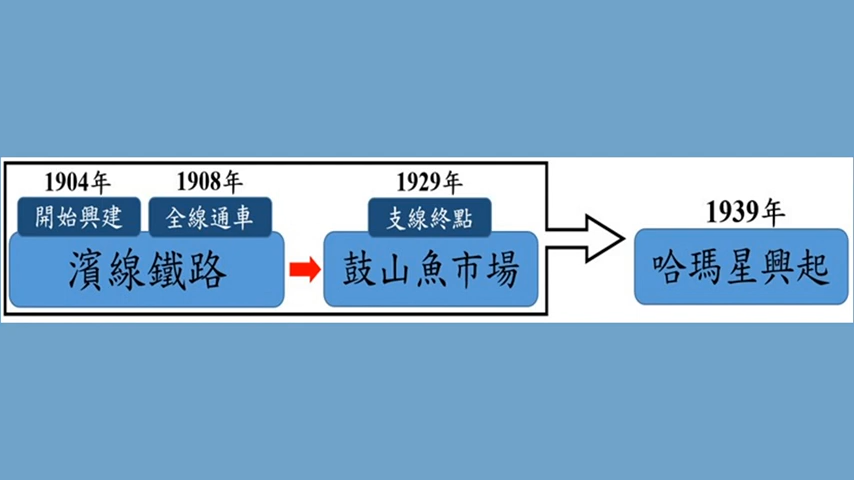 1904年
1908年
1929年
1939年
開始興建
全線通車
支線終點
濱線鐵路
鼓山魚市場
哈瑪星興起